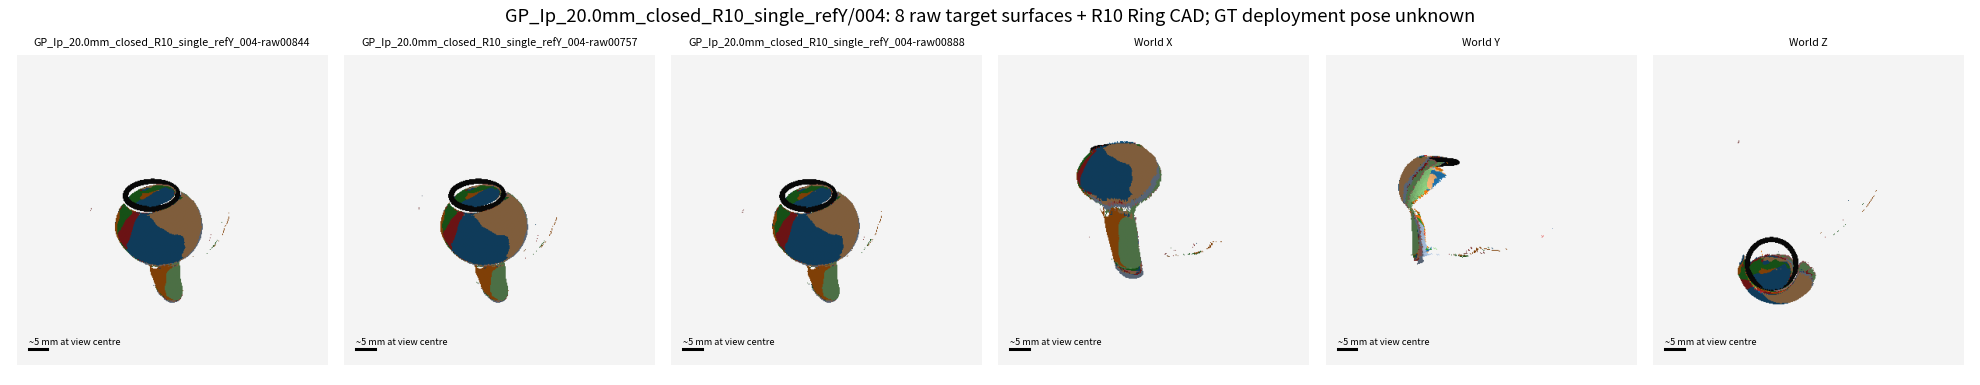 GP_Ip_20.0mm_closed_R10_single_refY/004: 8 raw target surfaces + R10 Ring CAD; GT deployment pose unknown
GP_Ip_20.0mm_closed_R10_single_refY_004-raw00844
GP_Ip_20.0mm_closed_R10_single_refY_004-raw00757
GP_Ip_20.0mm_closed_R10_single_refY_004-raw00888
World X
World Y
World Z
~5 mm at view centre
~5 mm at view centre
~5 mm at view centre
~5 mm at view centre
~5 mm at view centre
~5 mm at view centre